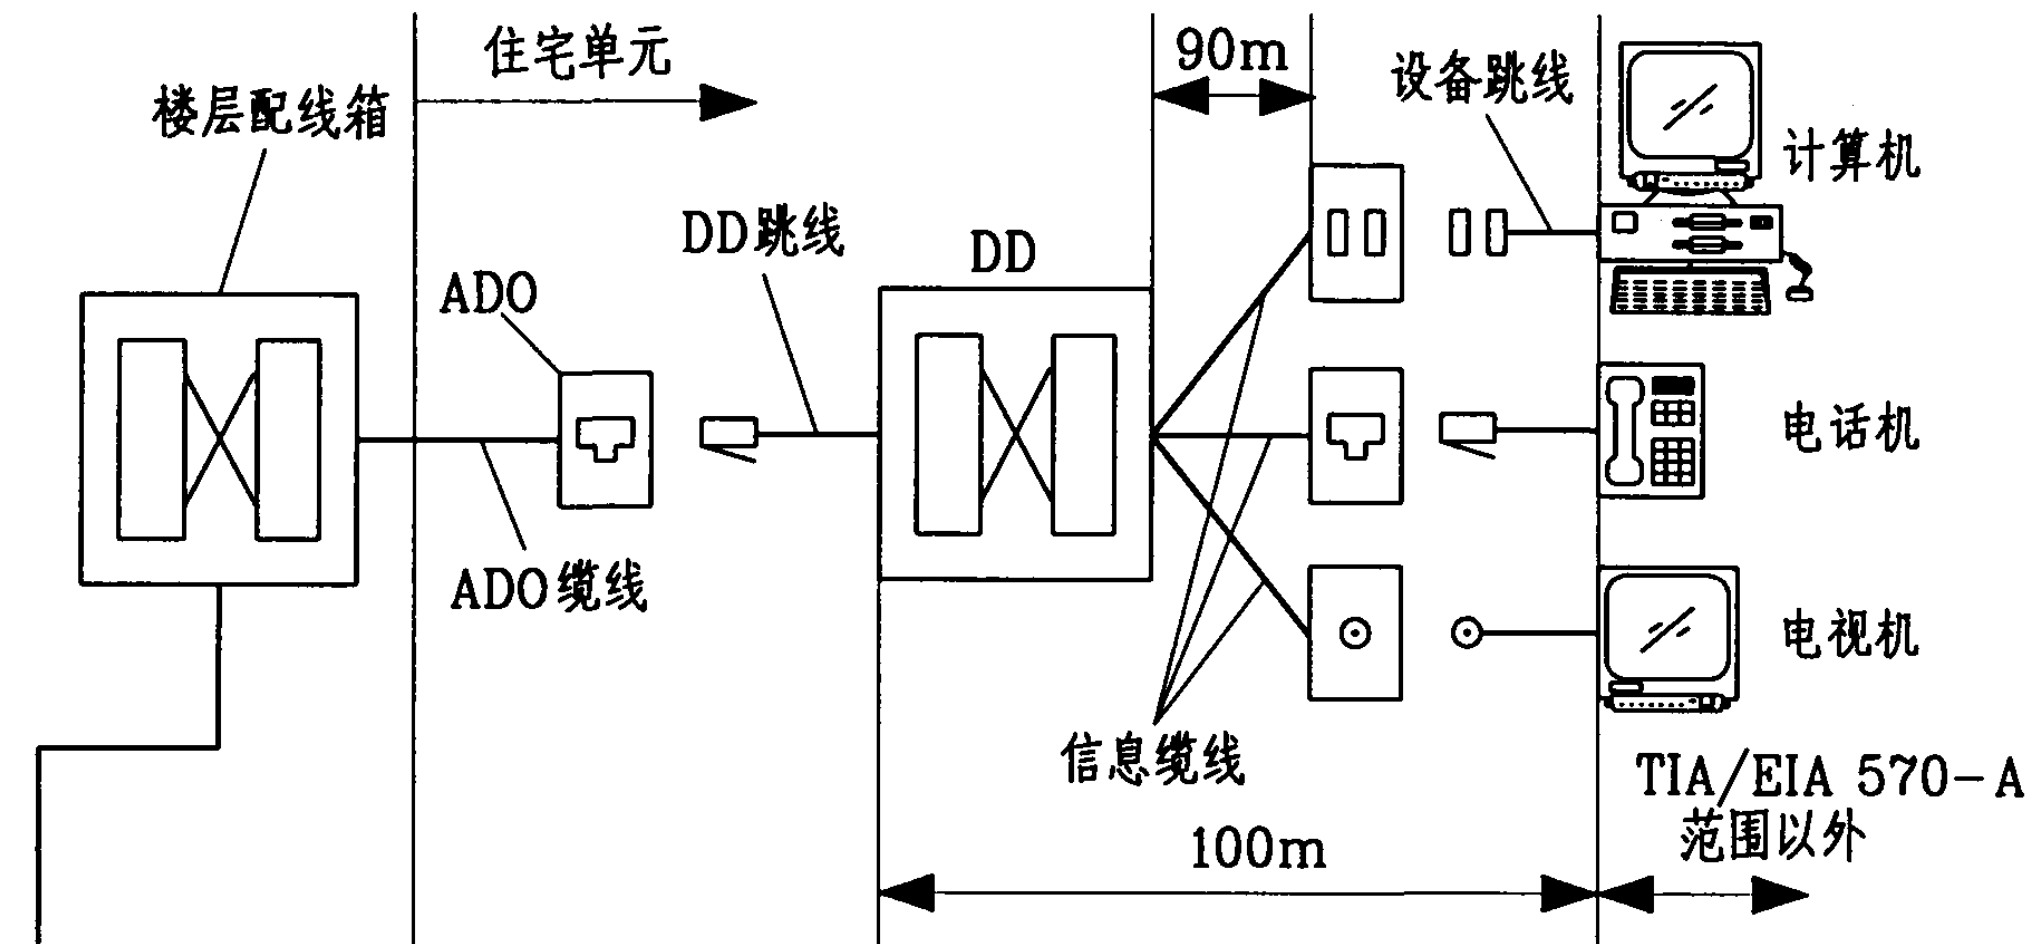 住宅单元
90m
设备跳线
楼层配线箱
计算机
DD跳线
DD
ADO
电话机
ADO缆线
电视机
信息缆线
TIA/EIA 570-A
范围以外
100m